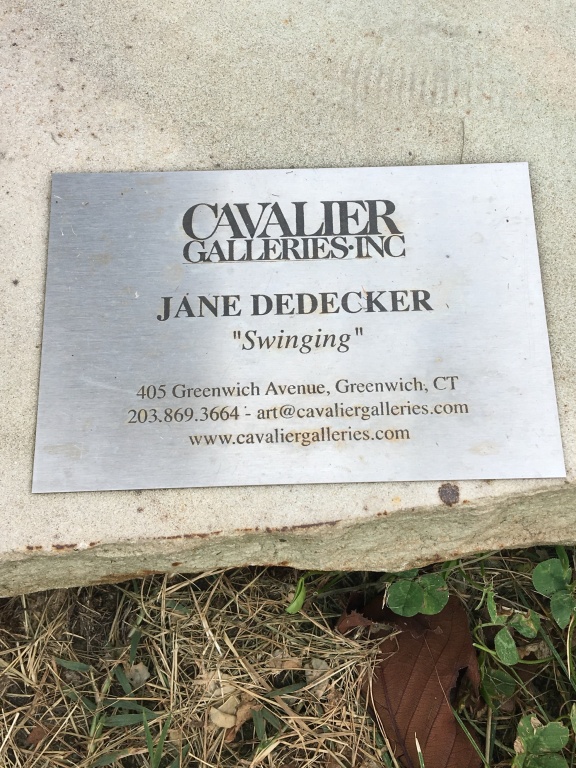 CAVALIER
GALLERIES·INC
JANE DEDECKER
"Swinging"
405 Greenwich Avenue, Greenwich, CT
203.869.3664 - art@cavaliergalleries.com
www.cavaliergalleries.com